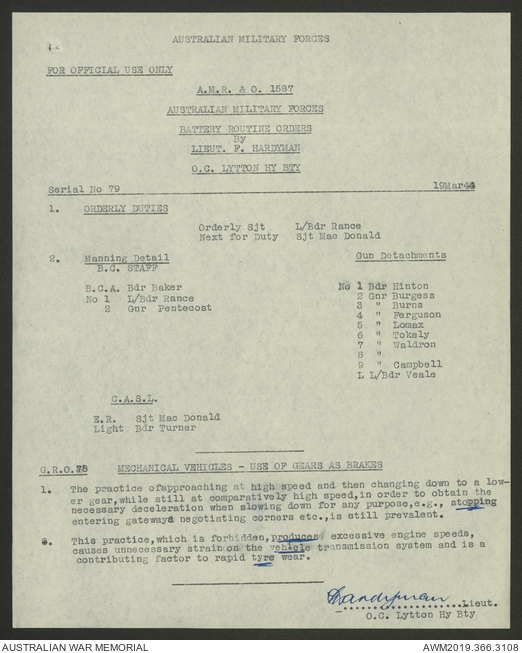 AUSTRALIAN MILITARY FORCES
FOR OFFICIAL USE ONLY
A.M.R. & O. 1587
AUSTRALIAN MILITARY FORCES
BATTERY ROUTINE ORDERS
By
LIEUT. F. HARDYMAN
O.C. LYTTON HY BTY
Serial No 79 19Mar44
1. ORDERLY DUTIES
Orderly Sjt L/Bdr Rance
Next for Duty Sjt Mac Donald
2. Manning Detail Gun Detachments
B.C. STAFF
B.C.A. Bdr Baker No 1 Bdr Hinton
No 1 L/Bdr Rance 2 Gnr Burgess
2 Gnr Pentecost 3 " Burns
4 " Ferguson
5 " Lomax
6 " Tokely
7 " Waldron
8 "
9 " Campbell
L L/Bdr Veale
C.A.S.L.
E.R. Sjt Mac Donald
Light Bdr Turner
G.R.O.78 MECHANICAL VEHICLES - USE OF GEARS AS BRAKES
1. The practice ofapproaching at high speed and then changing down to a low-
er gear,while still at comparatively high speed,in order to obtain the
necessary deceleration when slowing down for any purpose,e.g., stopping
entering gateways negotiating corners etc.,is still prevalent.
2. This practice,which is forbidden,produces excessive engine speeds,
causes unnecessary strain on the vehicle transmission system and is a
contributing factor to rapid tyre wear.
Hardyman Lieut.
O.C. Lytton Hy Bty
AUSTRALIAN WAR MEMORIAL AWM2019.366.3108